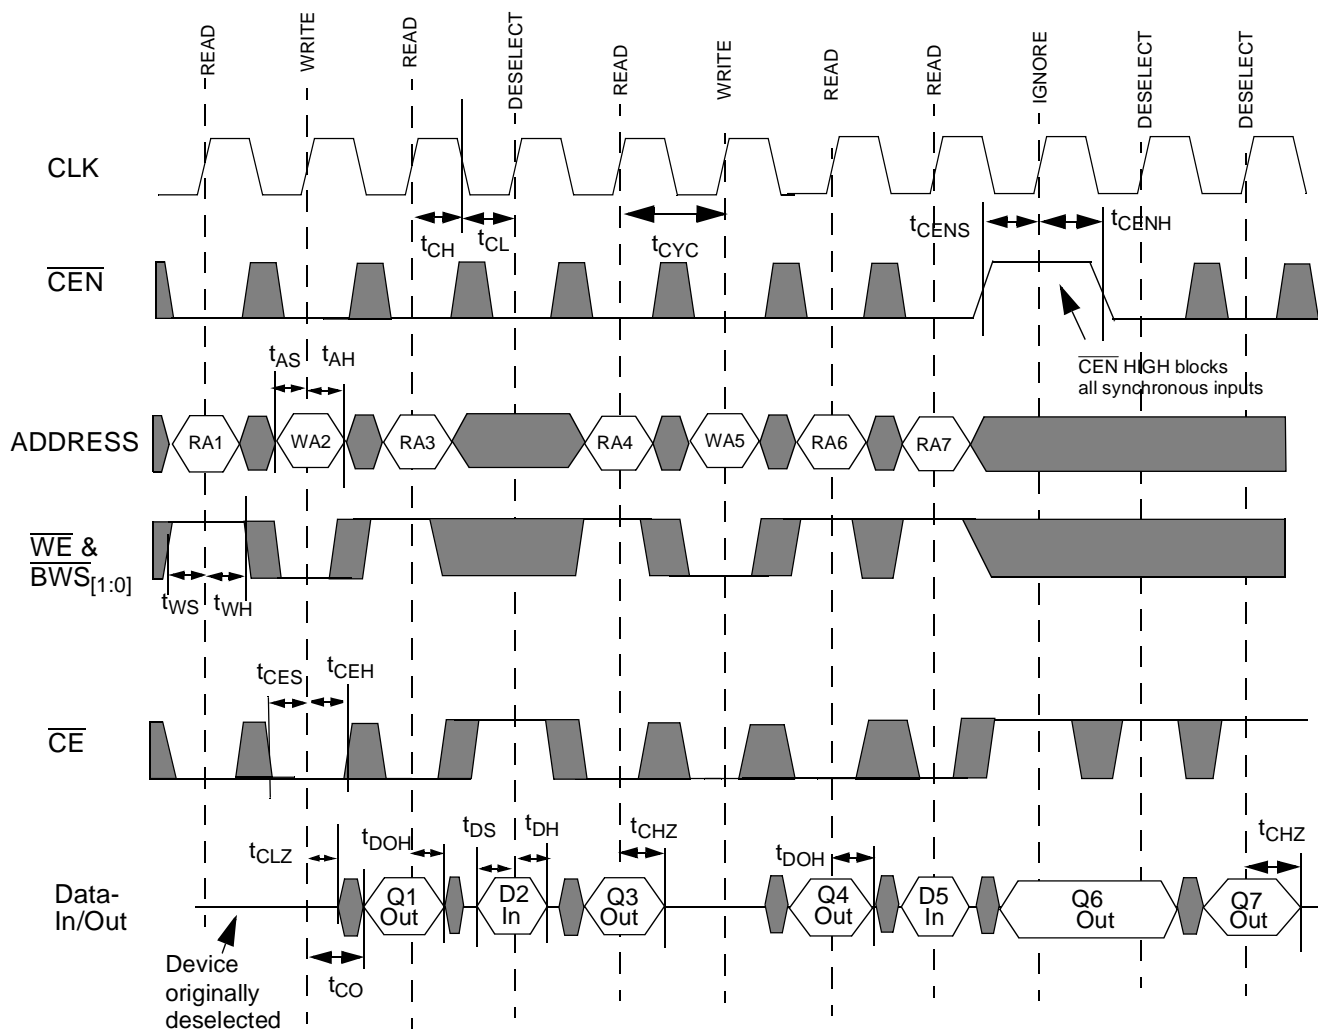 READ
WRITE
READ
DESELECT
READ
WRITE
READ
READ
IGNORE
DESELECT
DESELECT
CLK
tCH
tCL
tCYC
tCENS
tCENH
CEN
CEN HIGH blocks
all synchronous inputs
tAS
tAH
ADDRESS
RA1
WA2
RA3
RA4
WA5
RA6
RA7
WE &
BWS[1:0]
tWS
tWH
tCES
tCEH
CE
tCLZ
tDOH
tDS
tDH
tCHZ
tDOH
tCHZ
Data-
In/Out
Q1
Out
D2
In
Q3
Out
Q4
Out
D5
In
Q6
Out
Q7
Out
tCO
Device
originally
deselected